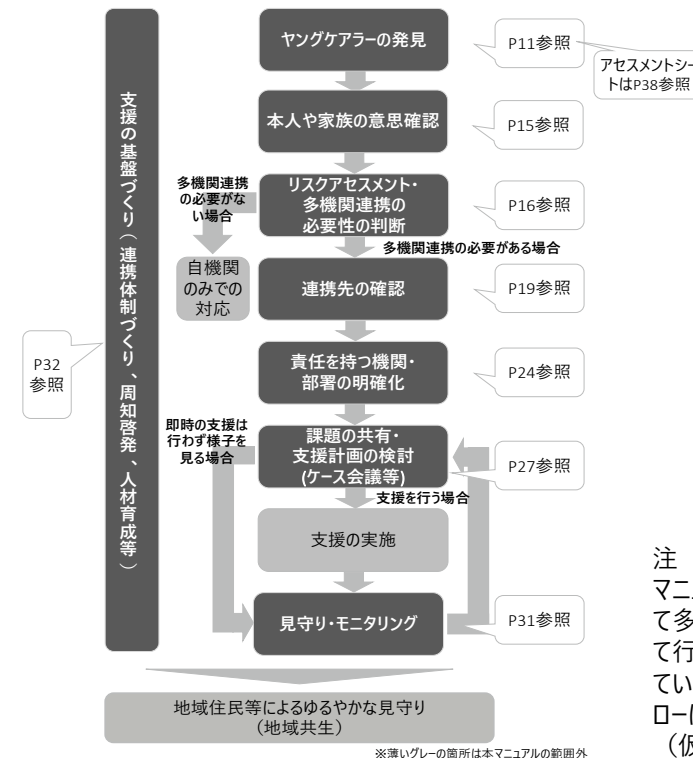 ヤングケアラーの発見
P11参照
アセスメントシー
トはP38参照
本人や家族の意思確認
P15参照
多機関連携
の必要がな
い場合
リスクアセスメント・
多機関連携の
必要性の判断
P16参照
多機関連携の必要がある場合
自機関
のみでの
対応
連携先の確認
P19参照
支援の基盤づくり（連携体制づくり、周知啓発、人材育成等）
P32
参照
責任を持つ機関・
部署の明確化
P24参照
即時の支援は
行わず様子を
見る場合
課題の共有・
支援計画の検討
(ケース会議等)
P27参照
支援を行う場合
支援の実施
見守り・モニタリング
P31参照
地域住民等によるゆるやかな見守り
（地域共生）
※薄いグレーの箇所は本マニュアルの範囲外
注
マニ
て多
て行
てい
ロー
（仮